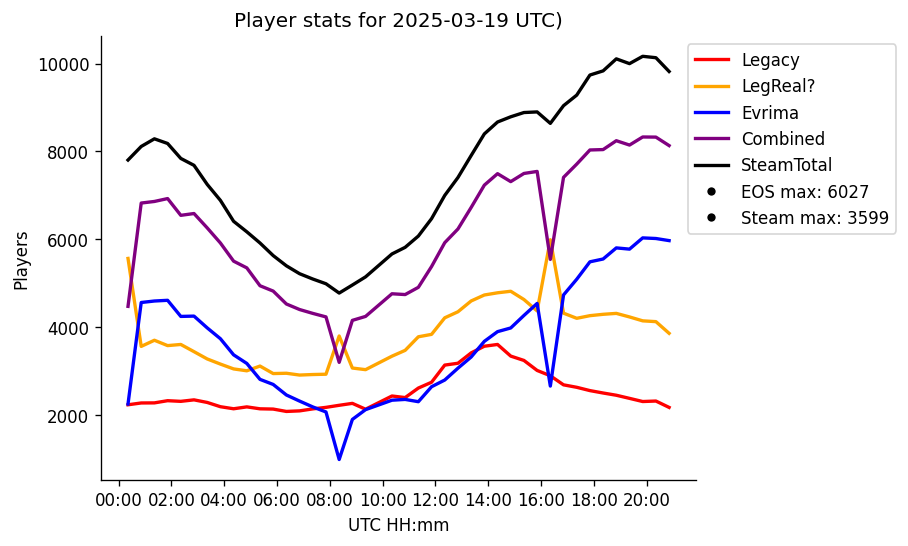 Player stats for 2025-03-19 UTC)
10000
8000
6000
4000
2000
Players
00:00 02:00 04:00 06:00 08:00 10:00 12:00 14:00 16:00 18:00 20:00
UTC HH:mm
Legacy
LegReal?
Evrima
Combined
SteamTotal
EOS max: 6027
Steam max: 3599